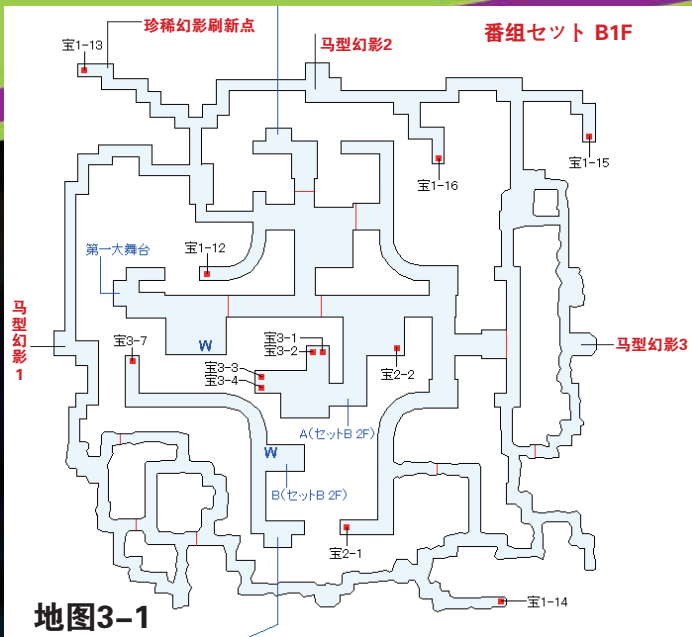 番组セット B1F
珍稀幻影刷新点
宝1-13
马型幻影2
宝1-15
宝1-16
宝1-12
第一大舞台
马型幻影1
宝3-7
W
宝3-1
宝3-2
宝3-3
宝3-4
宝2-2
马型幻影3
A(セットB 2F)
W
B(セットB 2F)
宝2-1
宝1-14
地图3-1